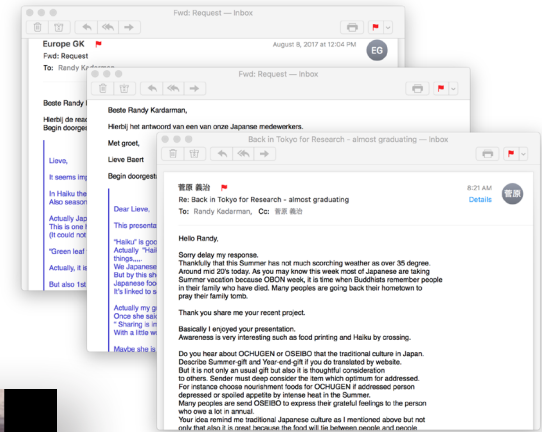 Fwd: Request — Inbox
Europe GK
August 9, 2017 at 12:04 PM
EG
Fwd: Request
To: Randy Kadarman
Beste Randy
Hierbij de
Begin doorges
Lieve,
It seems
In Haiku the
Also season
Actually Jap
This is one
(It could not
"Green leaf
Actually, it is
But also 1st
Fwd: Request — Inbox
Beste Randy Kardarman,
Hierbij het antwoord van een van onze Japanse medewerkers.
Met groet,
Lieve Baert
Begin doorgest
Dear Lieve,
This presenta
"Haiku" is goo
Actually "Hai
things,....
We Japanese
But by this sh
Japanese foo
It's linked to s
Actually my g
Once she said
" Sharing is in
With a little w
Maybe she is
Back in Tokyo for Research - almost graduating — Inbox
菅原 義治
8:21 AM
菅原
Re: Back in Tokyo for Research - almost graduating
Details
To: Randy Kadarman, Cc: 菅原 義治
Hello Randy,
Sorry delay my response.
Thankfully that this Summer has not much scorching weather as over 35 degree.
Around mid 20's today. As you may know this week most of Japanese are taking
Summer vacation because OBON week, it is time when Buddhists remember people
in their family who have died. Many peoples are going back their hometown to
pray their family tomb.
Thank you share me your recent project.
Basically I enjoyed your presentation.
Awareness is very interesting such as food printing and Haiku by crossing.
Do you hear about OCHUGEN or OSEIBO that the traditional culture in Japan.
Describe Summer-gift and Year-end-gift if you do translated by website.
But it is not only an usual gift but also it is thoughtful consideration
to others. Sender must deep consider the item which optimum for addressed.
For instance choose nourishment foods for OCHUGEN if addressed person
depressed or spoiled appetite by intense heat in the Summer.
Many peoples are send OSEIBO to express their grateful feelings to the person
who owe a lot in annual.
Your idea remind me traditional Japanese culture as I mentioned above but not
only that also it is great because the food will tie between people and people